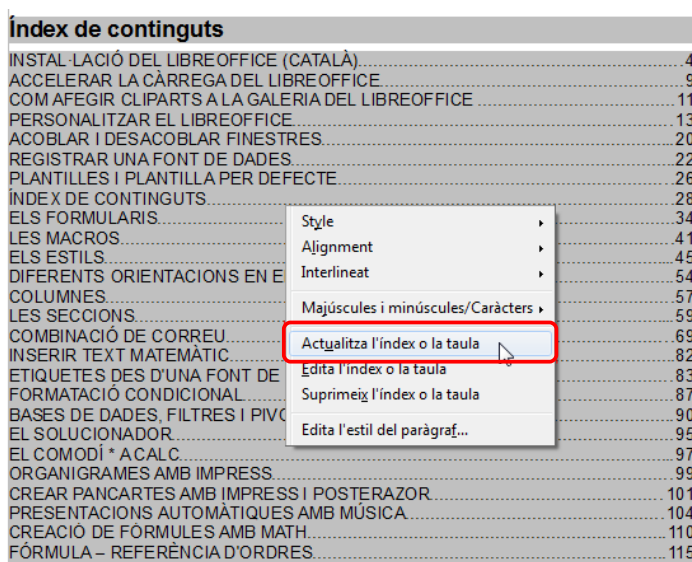 Índex de continguts
INSTAL·LACIÓ DEL LIBREOFFICE (CATALÀ) 4
ACCELERAR LA CÀRREGA DEL LIBREOFFICE 9
COM AFEGIR CLIPARTS A LA GALERIA DEL LIBREOFFICE 11
PERSONALITZAR EL LIBREOFFICE 13
ACOBLAR I DESACOBLAR FINESTRES 20
REGISTRAR UNA FONT DE DADES 22
PLANTILLES I PLANTILLA PER DEFECTE 26
ÍNDEX DE CONTINGUTS 28
ELS FORMULARIS 34
LES MACROS 41
ELS ESTILS 45
DIFERENTS ORIENTACIONS EN 54
COLUMNES 57
LES SECCIONS 59
COMBINACIÓ DE CORREU 69
INSERIR TEXT MATEMÀTIC 82
ETIQUETES DES D'UNA FONT DE 83
FORMATACIÓ CONDICIONAL 87
BASES DE DADES, FILTRES I 90
EL SOLUCIONADOR 95
EL COMODÍ * A CALC 97
ORGANIGRAMES AMB IMPRESS 99
CREAR PANCARTES AMB IMPRESS I POSTERAZOR 101
PRESENTACIONS AUTOMÀTIQUES AMB MÚSICA 104
CREACIÓ DE FÓRMULES AMB MATH 110
FÓRMULA – REFERÈNCIA D'ORDRES 115
Style
Alignment
Interlineat
Majúscules i minúscules/Caràcters
Actualitza l'índex o la taula
Edita l'índex o la taula
Suprimeix l'índex o la taula
Edita l'estil del paràgraf...